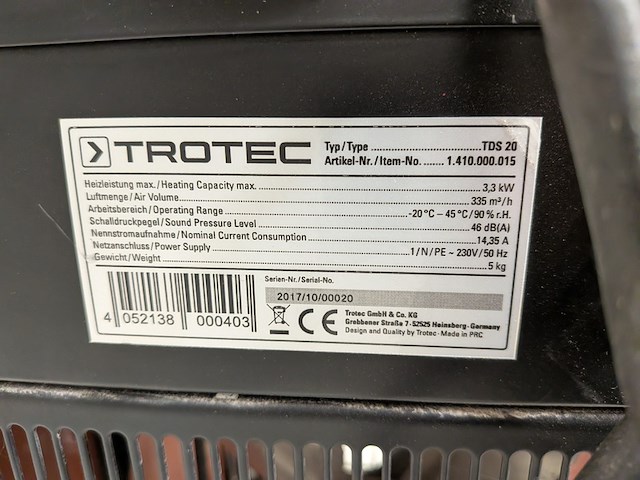 TROTEC
Typ/Type ........ TDS 20
Artikel-Nr./Item-No. ...... 1.410.000.015
Heizleistung max./Heating Capacity max. ........ 3,3 kW
Luftmenge/Air Volume ........ 335 m³/h
Arbeitsbereich/Operating Range ........ -20°C – 45°C/90% r.H.
Schalldruckpegel/Sound Pressure Level ........ 46 dB(A)
Nennstromaufnahme/Nominal Current Consumption ........ 14,35 A
Netzanschluss/Power Supply ........ 1/N/PE ~ 230V/50 Hz
Gewicht/Weight ........ 5 kg
Serien-Nr./Serial-No.
2017/10/00020
4 052138 000403
CE
Trotec GmbH & Co. KG
Grebbener Straße 7 · 52525 Heinsberg · Germany
Design and Quality by Trotec · Made in PRC